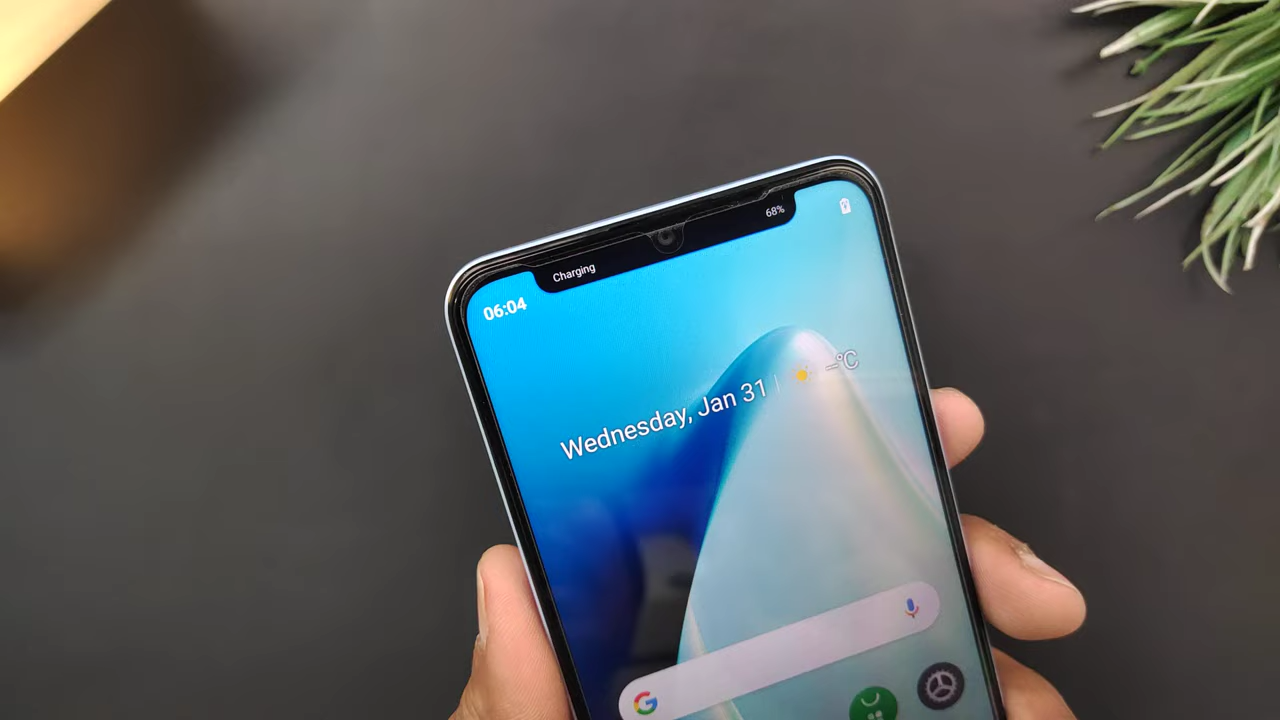 Charging
68%
06:04
Wednesday, Jan 31 | –°C
G